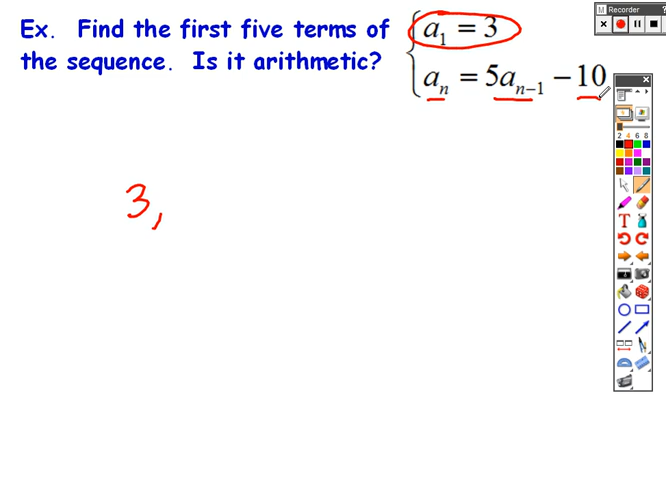 Recorder
Ex. Find the first five terms of
the sequence. Is it arithmetic?
a₁ = 3
aₙ = 5aₙ₋₁ − 10
2 4 6 8
3,
T